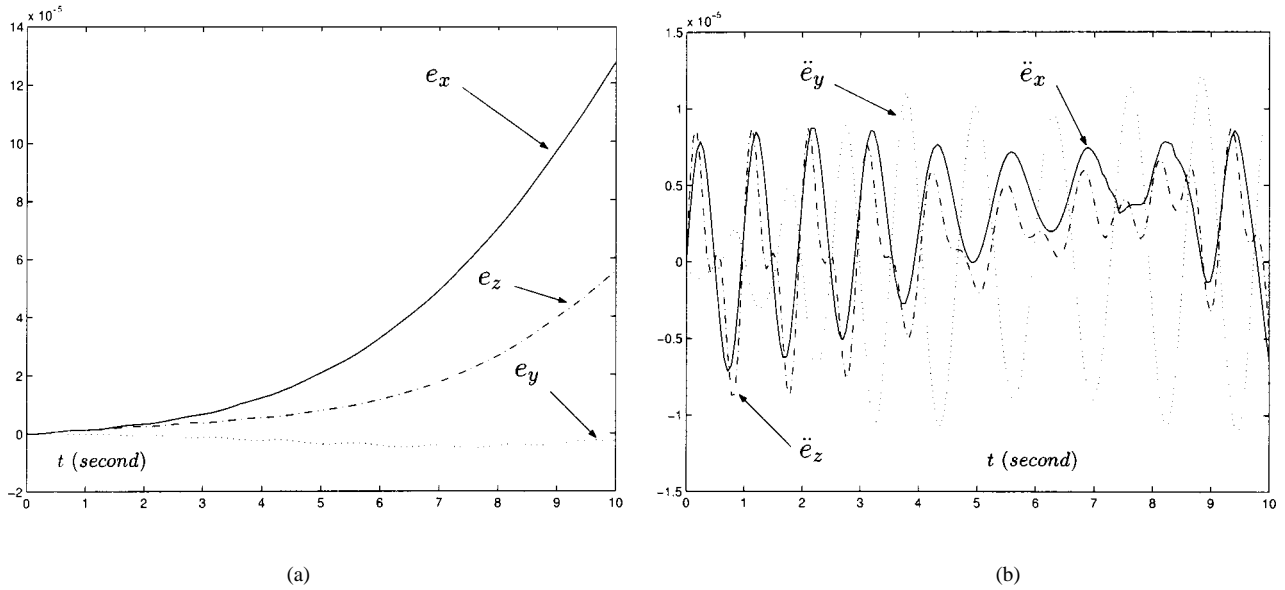 x 10⁻⁵
14
12
10
8
6
4
2
0
−2
0 1 2 3 4 5 6 7 8 9 10
e_x
e_z
e_y
t (second)
(a)
x 10⁻⁵
1.5
1
0.5
0
−0.5
−1
−1.5
0 1 2 3 4 5 6 7 8 9 10
ë_y
ë_x
ë_z
t (second)
(b)